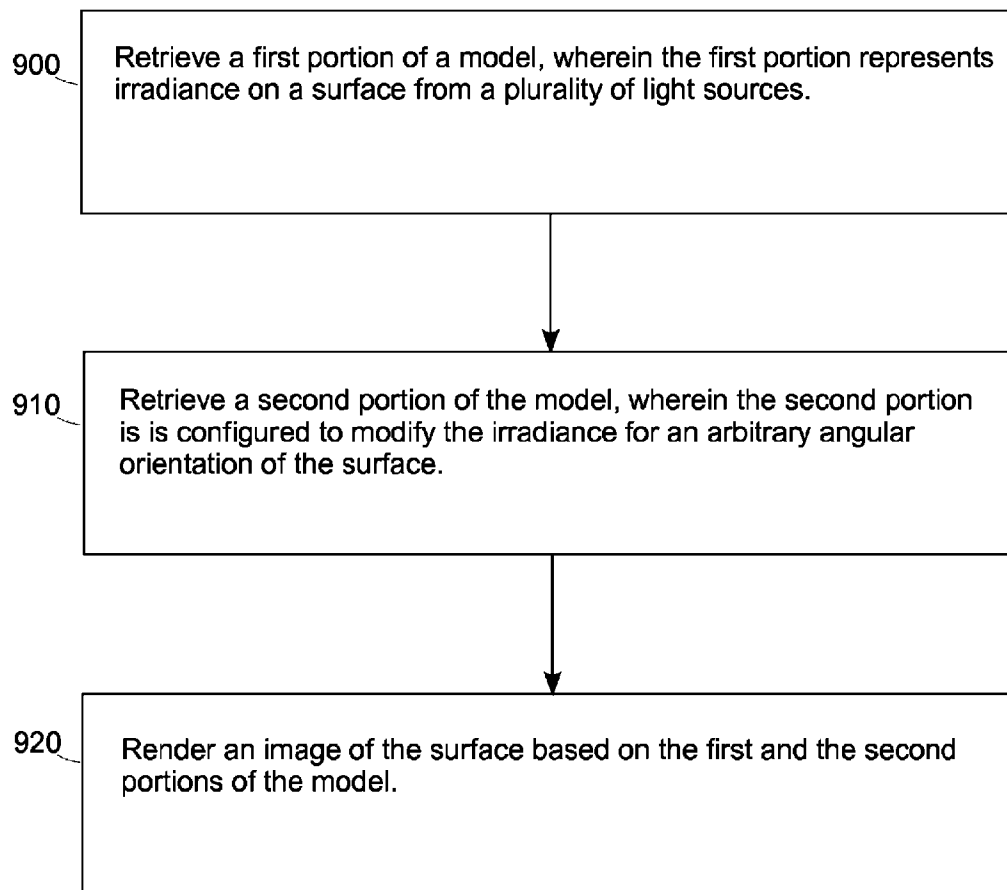 900
Retrieve a first portion of a model, wherein the first portion represents
irradiance on a surface from a plurality of light sources.
910
Retrieve a second portion of the model, wherein the second portion
is is configured to modify the irradiance for an arbitrary angular
orientation of the surface.
920
Render an image of the surface based on the first and the second
portions of the model.